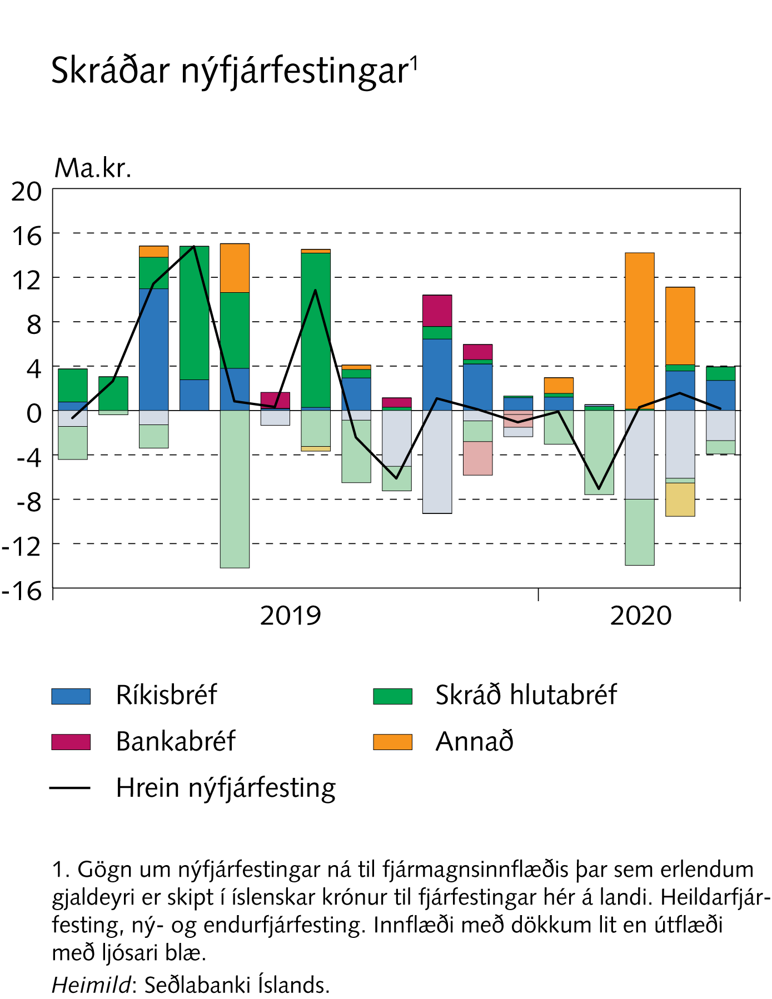 Skráðar nýfjárfestingar¹
Ma.kr.
20
16
12
8
4
0
-4
-8
-12
-16
2019 2020
Ríkisbréf Skráð hlutabréf
Bankabréf Annað
Hrein nýfjárfesting
1. Gögn um nýfjárfestingar ná til fjármagnsinnflæðis þar sem erlendum
gjaldeyri er skipt í íslenskar krónur til fjárfestingar hér á landi. Heildarfjár-
festing, ný- og endurfjárfesting. Innflæði með dökkum lit en útflæði
með ljósari blæ.
Heimild: Seðlabanki Íslands.